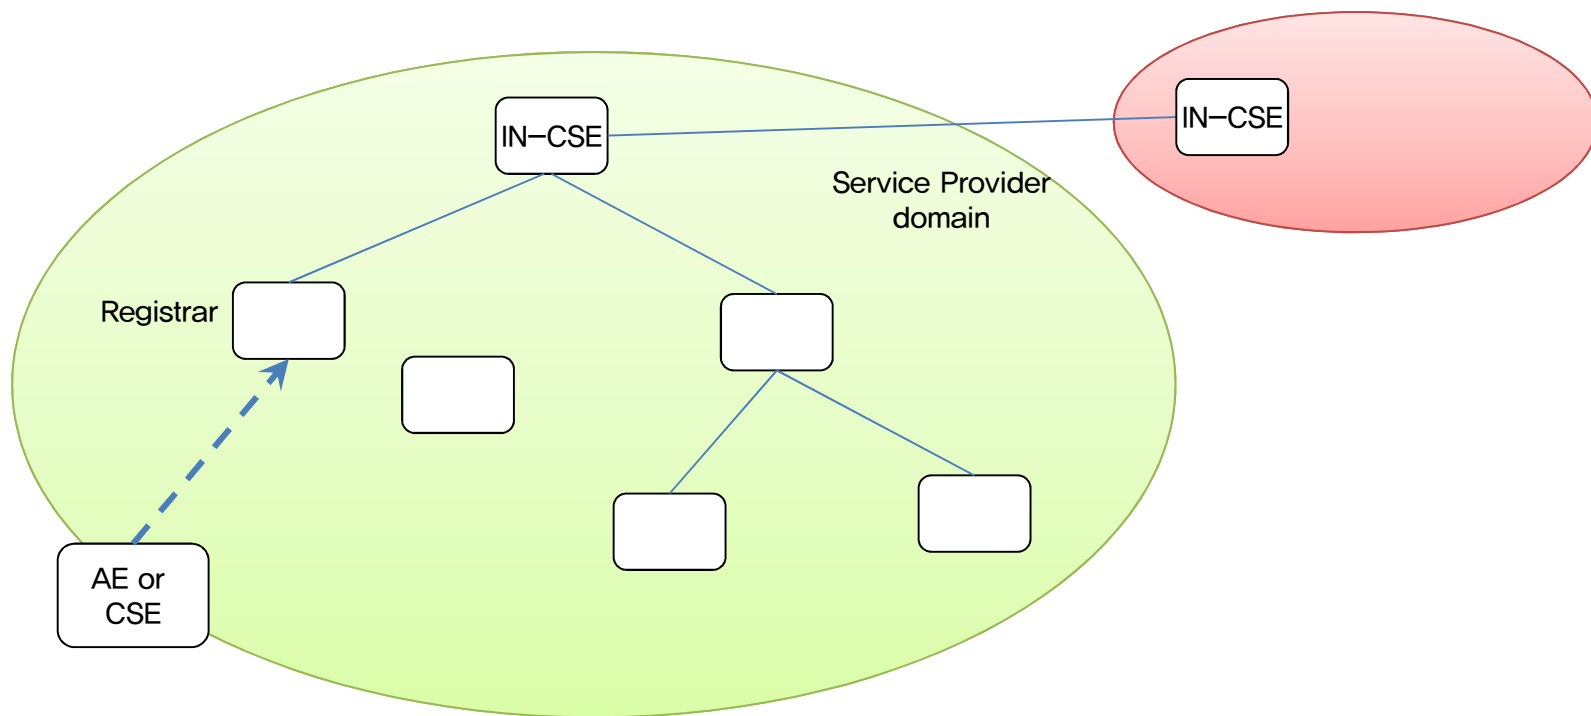 IN-CSE
IN-CSE
Service Provider
domain
Registrar
AE or
CSE